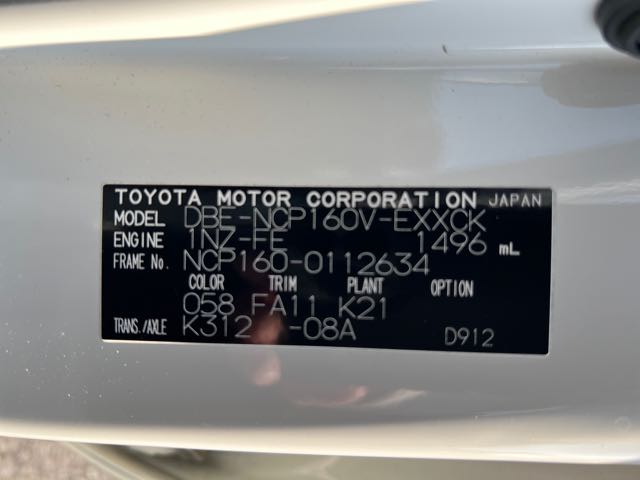 TOYOTA MOTOR CORPORATION JAPAN
MODEL DBE-NCP160V-EXXCK
ENGINE 1NZ-FE 1496 mL
FRAME No. NCP160-0112634
COLOR TRIM PLANT OPTION
058 FA11 K21
TRANS./AXLE K312 -08A D912